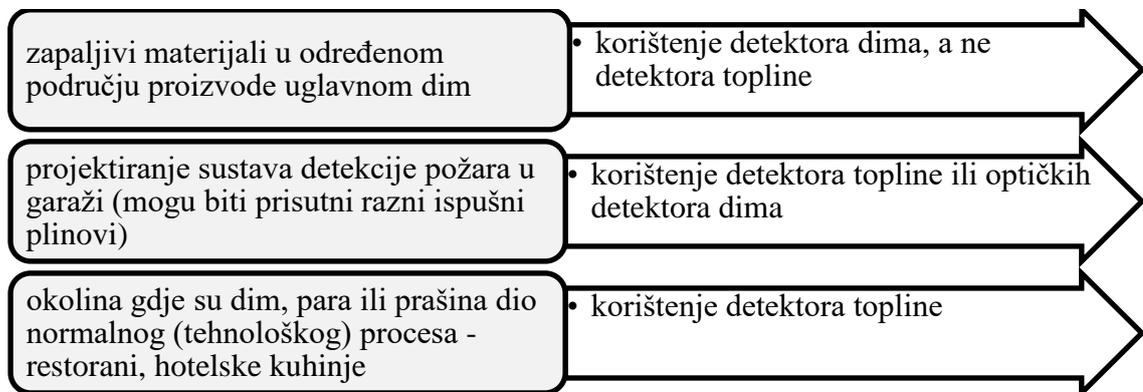 zapaljivi materijali u određenom
području proizvode uglavnom dim
• korištenje detektora dima, a ne
detektora topline
projektiranje sustava detekcije požara u
garaži (mogu biti prisutni razni ispušni
plinovi)
• korištenje detektora topline ili optičkih
detektora dima
okolina gdje su dim, para ili prašina dio
normalnog (tehnološkog) procesa -
restorani, hotelske kuhinje
• korištenje detektora topline